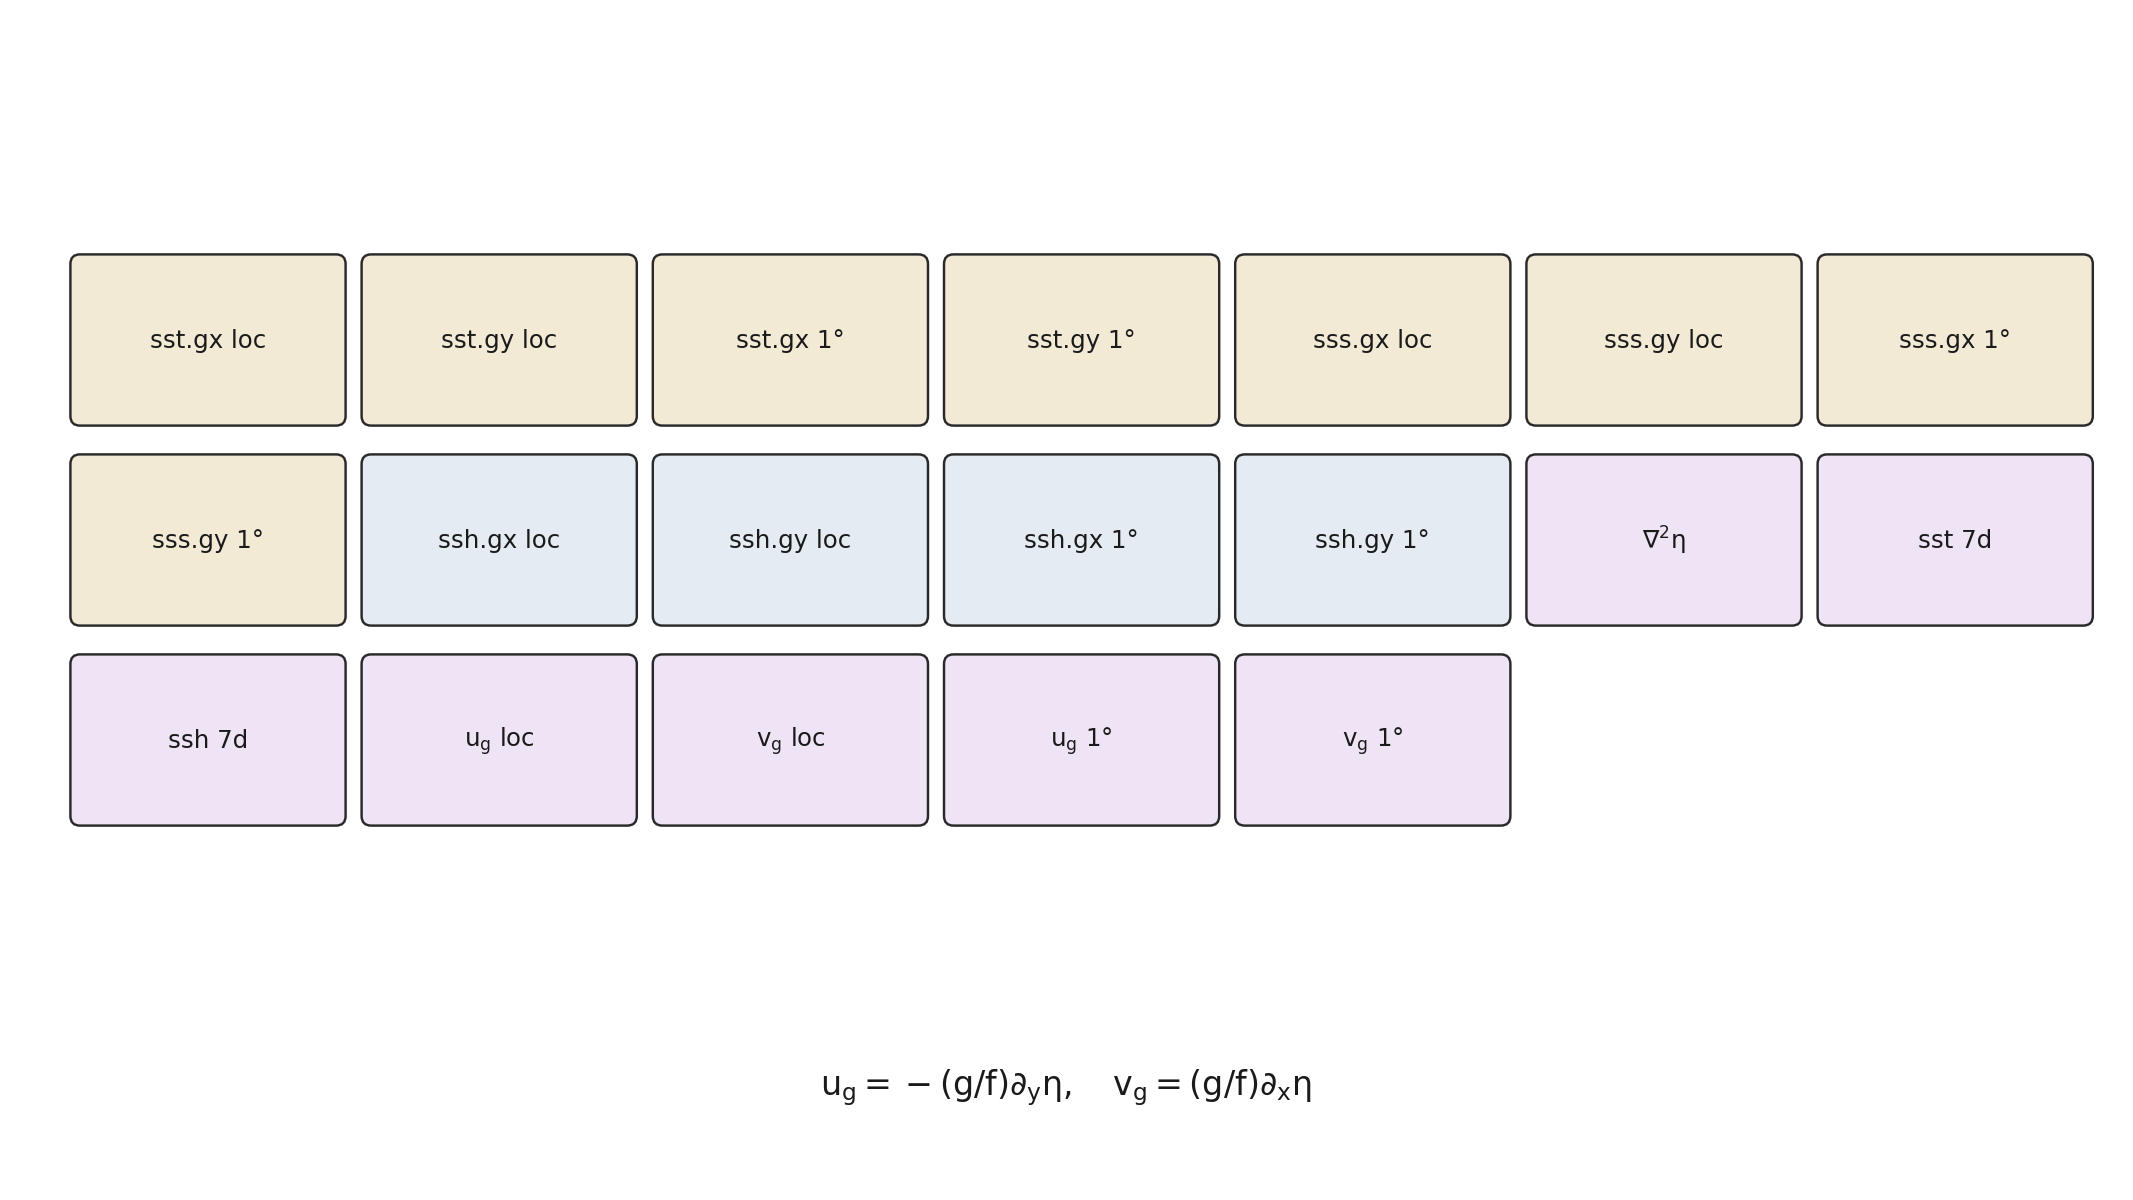 sst.gx loc
sst.gy loc
sst.gx 1°
sst.gy 1°
sss.gx loc
sss.gy loc
sss.gx 1°
sss.gy 1°
ssh.gx loc
ssh.gy loc
ssh.gx 1°
ssh.gy 1°
∇²η
sst 7d
ssh 7d
u_g loc
v_g loc
u_g 1°
v_g 1°
u_g = −(g/f)∂_yη, v_g = (g/f)∂_xη